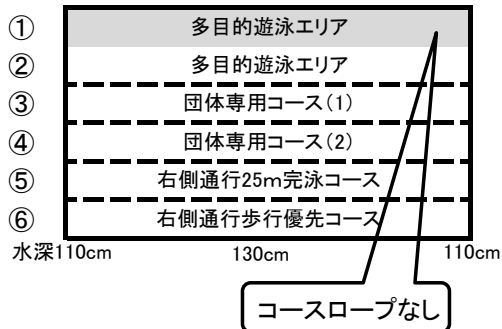 ① 多目的遊泳エリア
② 多目的遊泳エリア
③ 団体専用コース(1)
④ 団体専用コース(2)
⑤ 右側通行25m完泳コース
⑥ 右側通行歩行優先コース
水深110cm 130cm 110cm
コースロープなし